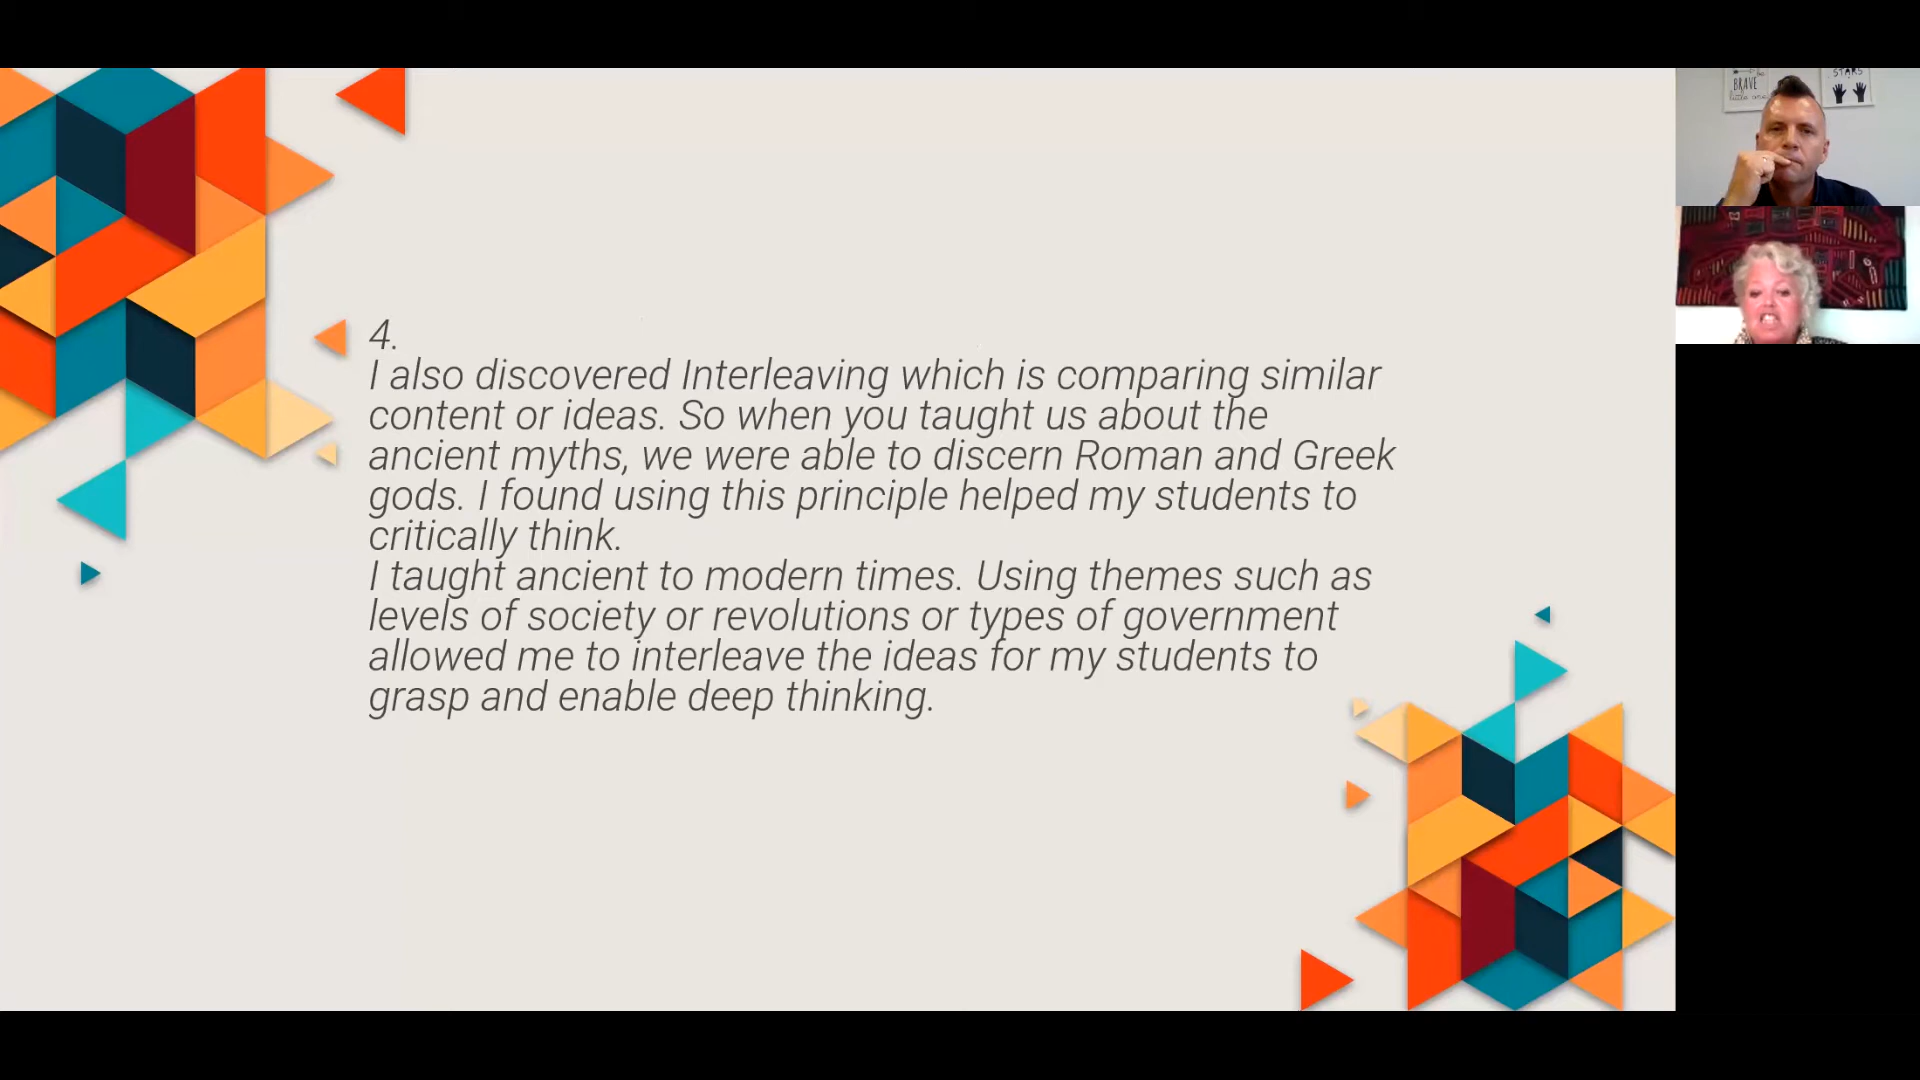 4.
I also discovered Interleaving which is comparing similar
content or ideas. So when you taught us about the
ancient myths, we were able to discern Roman and Greek
gods. I found using this principle helped my students to
critically think.
I taught ancient to modern times. Using themes such as
levels of society or revolutions or types of government
allowed me to interleave the ideas for my students to
grasp and enable deep thinking.
BRAVE
STARS